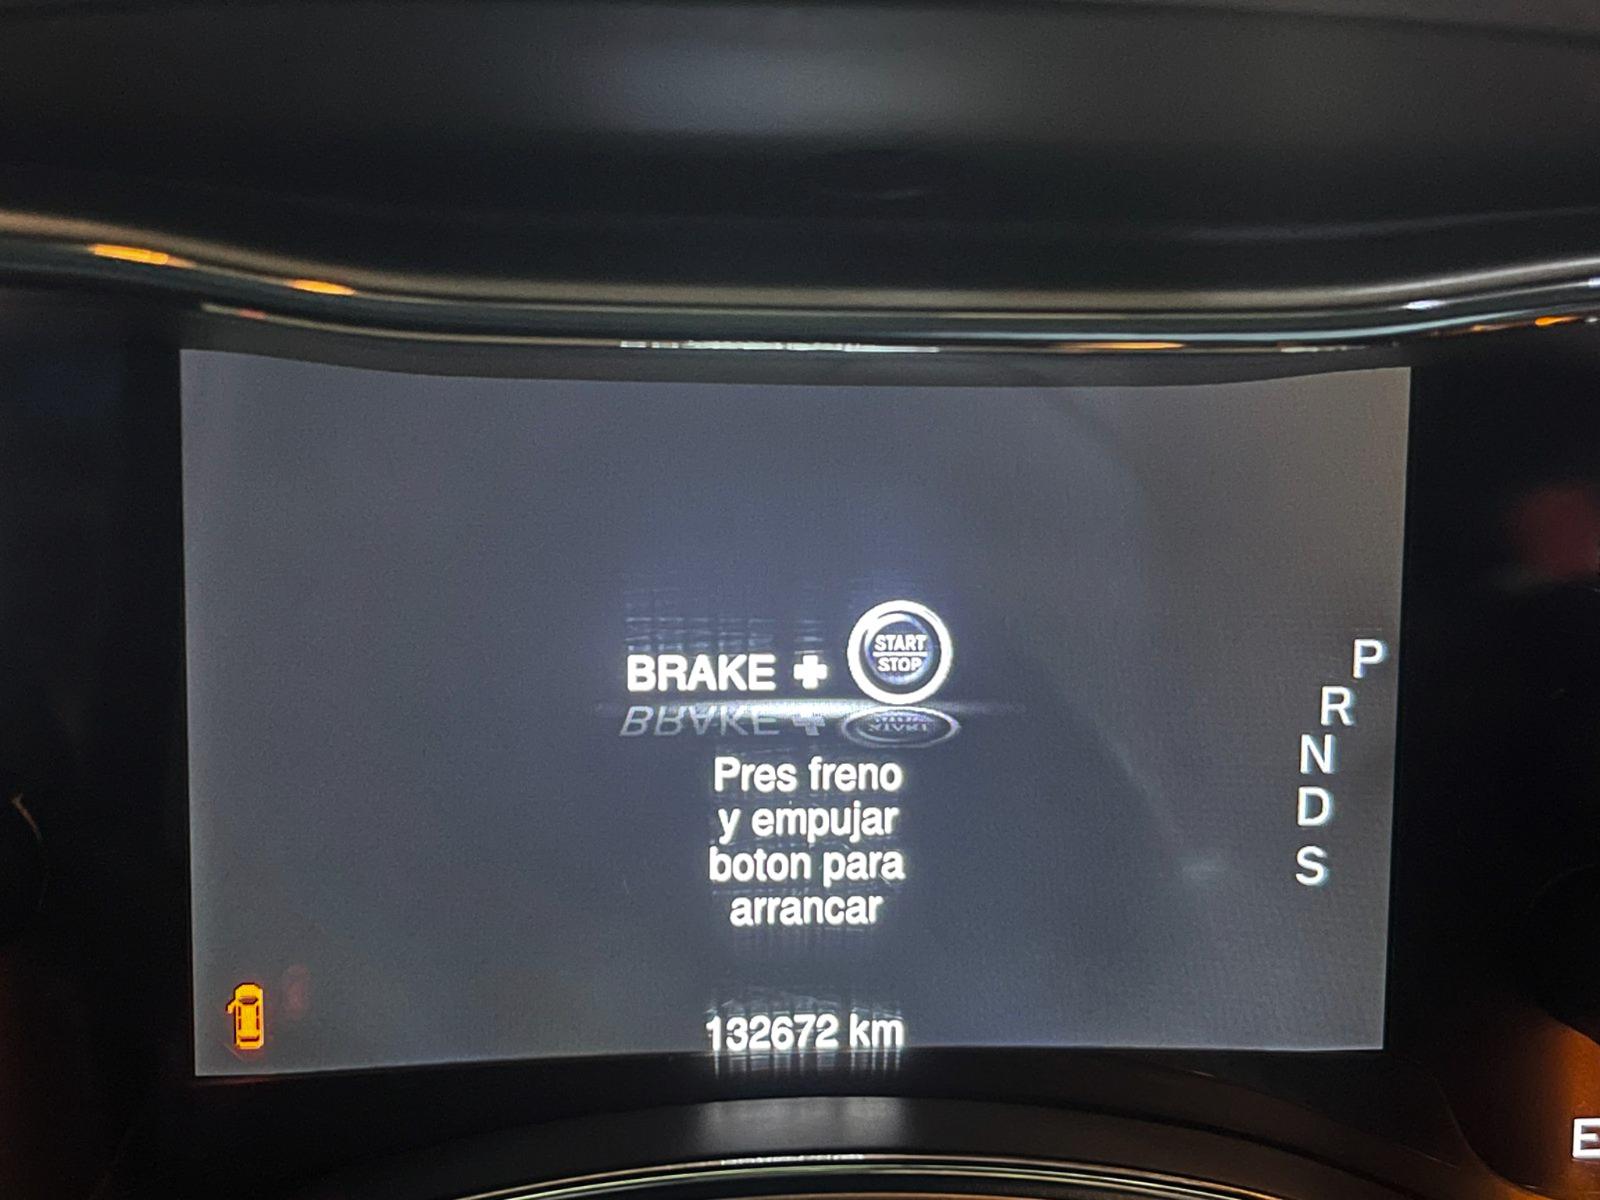 BRAKE + START
STOP
Pres freno
y empujar
boton para
arrancar
132672 km
P
R
N
D
S
E